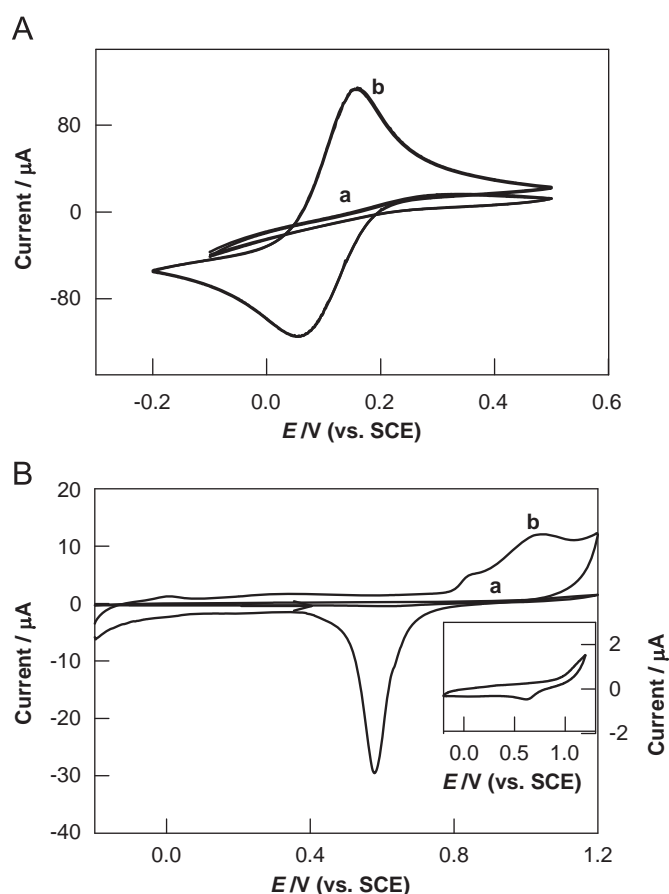 A
b
80
a
0
-80
Current / μA
-0.2 0.0 0.2 0.4 0.6
E /V (vs. SCE)
B
20
b
10
a
0
-10
-20
-30
-40
Current / μA
2
0
-2
Current / μA
0.0 0.5 1.0
E /V (vs. SCE)
0.0 0.4 0.8 1.2
E /V (vs. SCE)